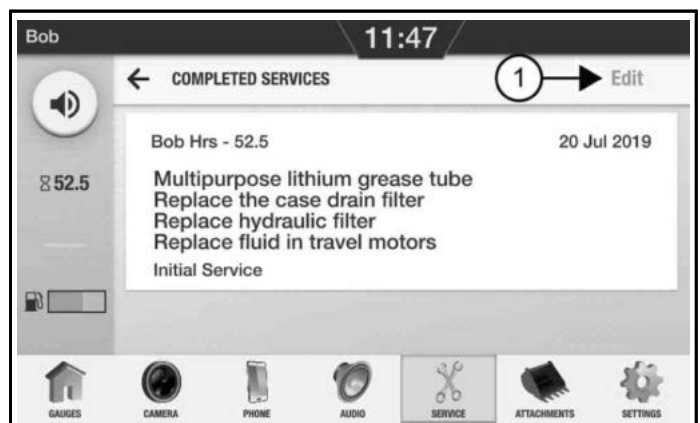 Bob
11:47
← COMPLETED SERVICES
1
Edit
52.5
Bob Hrs - 52.5 20 Jul 2019
Multipurpose lithium grease tube
Replace the case drain filter
Replace hydraulic filter
Replace fluid in travel motors
Initial Service
GAUGES CAMERA PHONE AUDIO SERVICE ATTACHMENTS SETTINGS